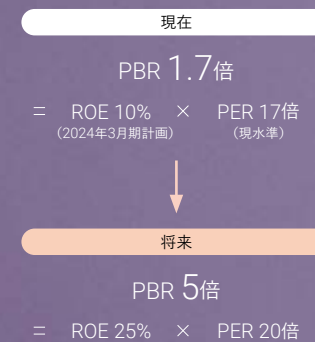 現在
PBR 1.7倍
= ROE 10% × PER 17倍
(2024年3月期計画) (現水準)
将来
PBR 5倍
= ROE 25% × PER 20倍